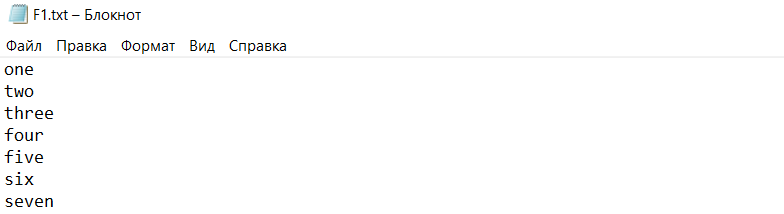 F1.txt – Блокнот
Файл Правка Формат Вид Справка
one
two
three
four
five
six
seven